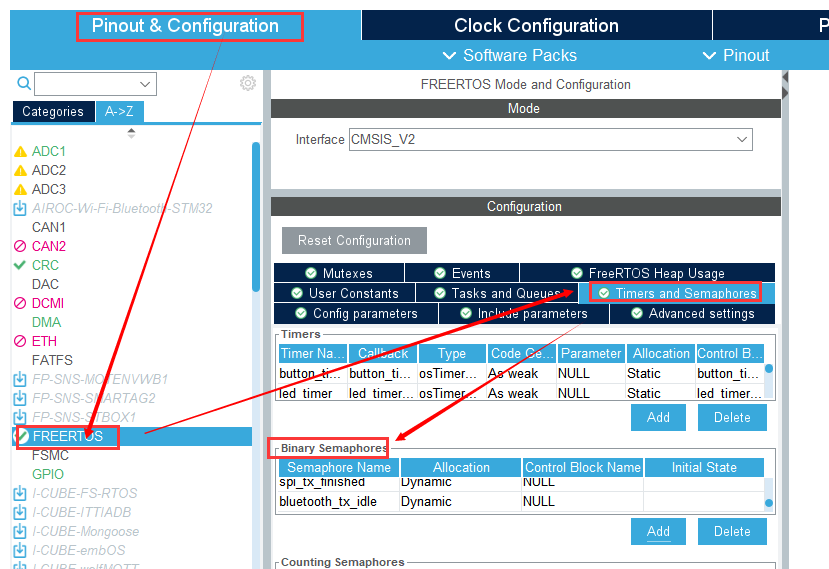 Pinout & Configuration
Clock Configuration
P
Software Packs
Pinout
FREERTOS Mode and Configuration
Categories
A->Z
Mode
Interface
CMSIS_V2
ADC1
ADC2
ADC3
AIROC-Wi-Fi-Bluetooth-STM32
CAN1
CAN2
CRC
DAC
DCMI
DMA
ETH
FATFS
FP-SNS-MOTENVWB1
FP-SNS-SMARTAG2
FP-SNS-STBOX1
FREERTOS
FSMC
GPIO
I-CUBE-FS-RTOS
I-CUBE-ITTIADB
I-CUBE-Mongoose
I-CUBE-embOS
I-CUBE-wolfMQTT
Configuration
Reset Configuration
Mutexes
Events
FreeRTOS Heap Usage
User Constants
Tasks and Queues
Timers and Semaphores
Config parameters
Include parameters
Advanced settings
Timers
Timer Na... Callback Type Code Ge... Parameter Allocation Control B...
button_ti... button_ti... osTimer... As weak NULL Static button_ti...
led_timer led_timer... osTimer... As weak NULL Static led_timer...
Add
Delete
Binary Semaphores
Semaphore Name Allocation Control Block Name Initial State
spi_tx_finished Dynamic NULL
bluetooth_tx_idle Dynamic NULL
Add
Delete
Counting Semaphores